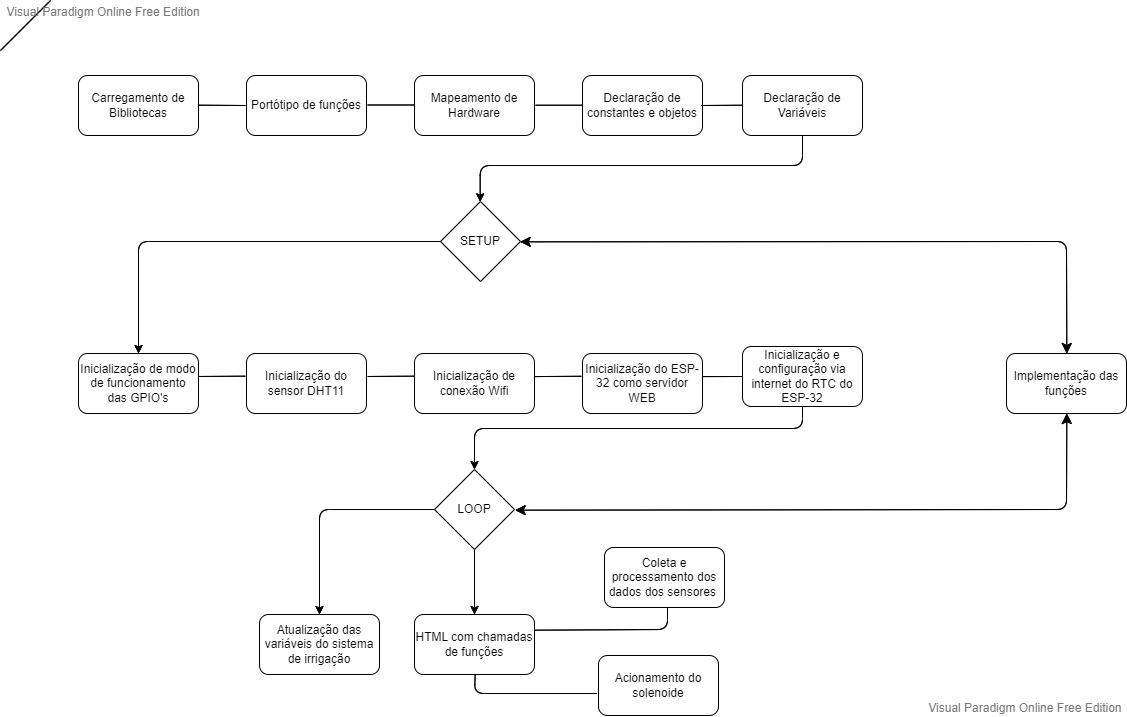 Visual Paradigm Online Free Edition
Carregamento de
Bibliotecas
Portótipo de funções
Mapeamento de
Hardware
Declaração de
constantes e objetos
Declaração de
Variáveis
SETUP
Inicialização de modo
de funcionamento
das GPIO's
Inicialização do
sensor DHT11
Inicialização de
conexão Wifi
Inicialização do ESP-
32 como servidor
WEB
Inicialização e
configuração via
internet do RTC do
ESP-32
Implementação das
funções
LOOP
Coleta e
processamento dos
dados dos sensores
Atualização das
variáveis do sistema
de irrigação
HTML com chamadas
de funções
Acionamento do
solenoide
Visual Paradigm Online Free Edition